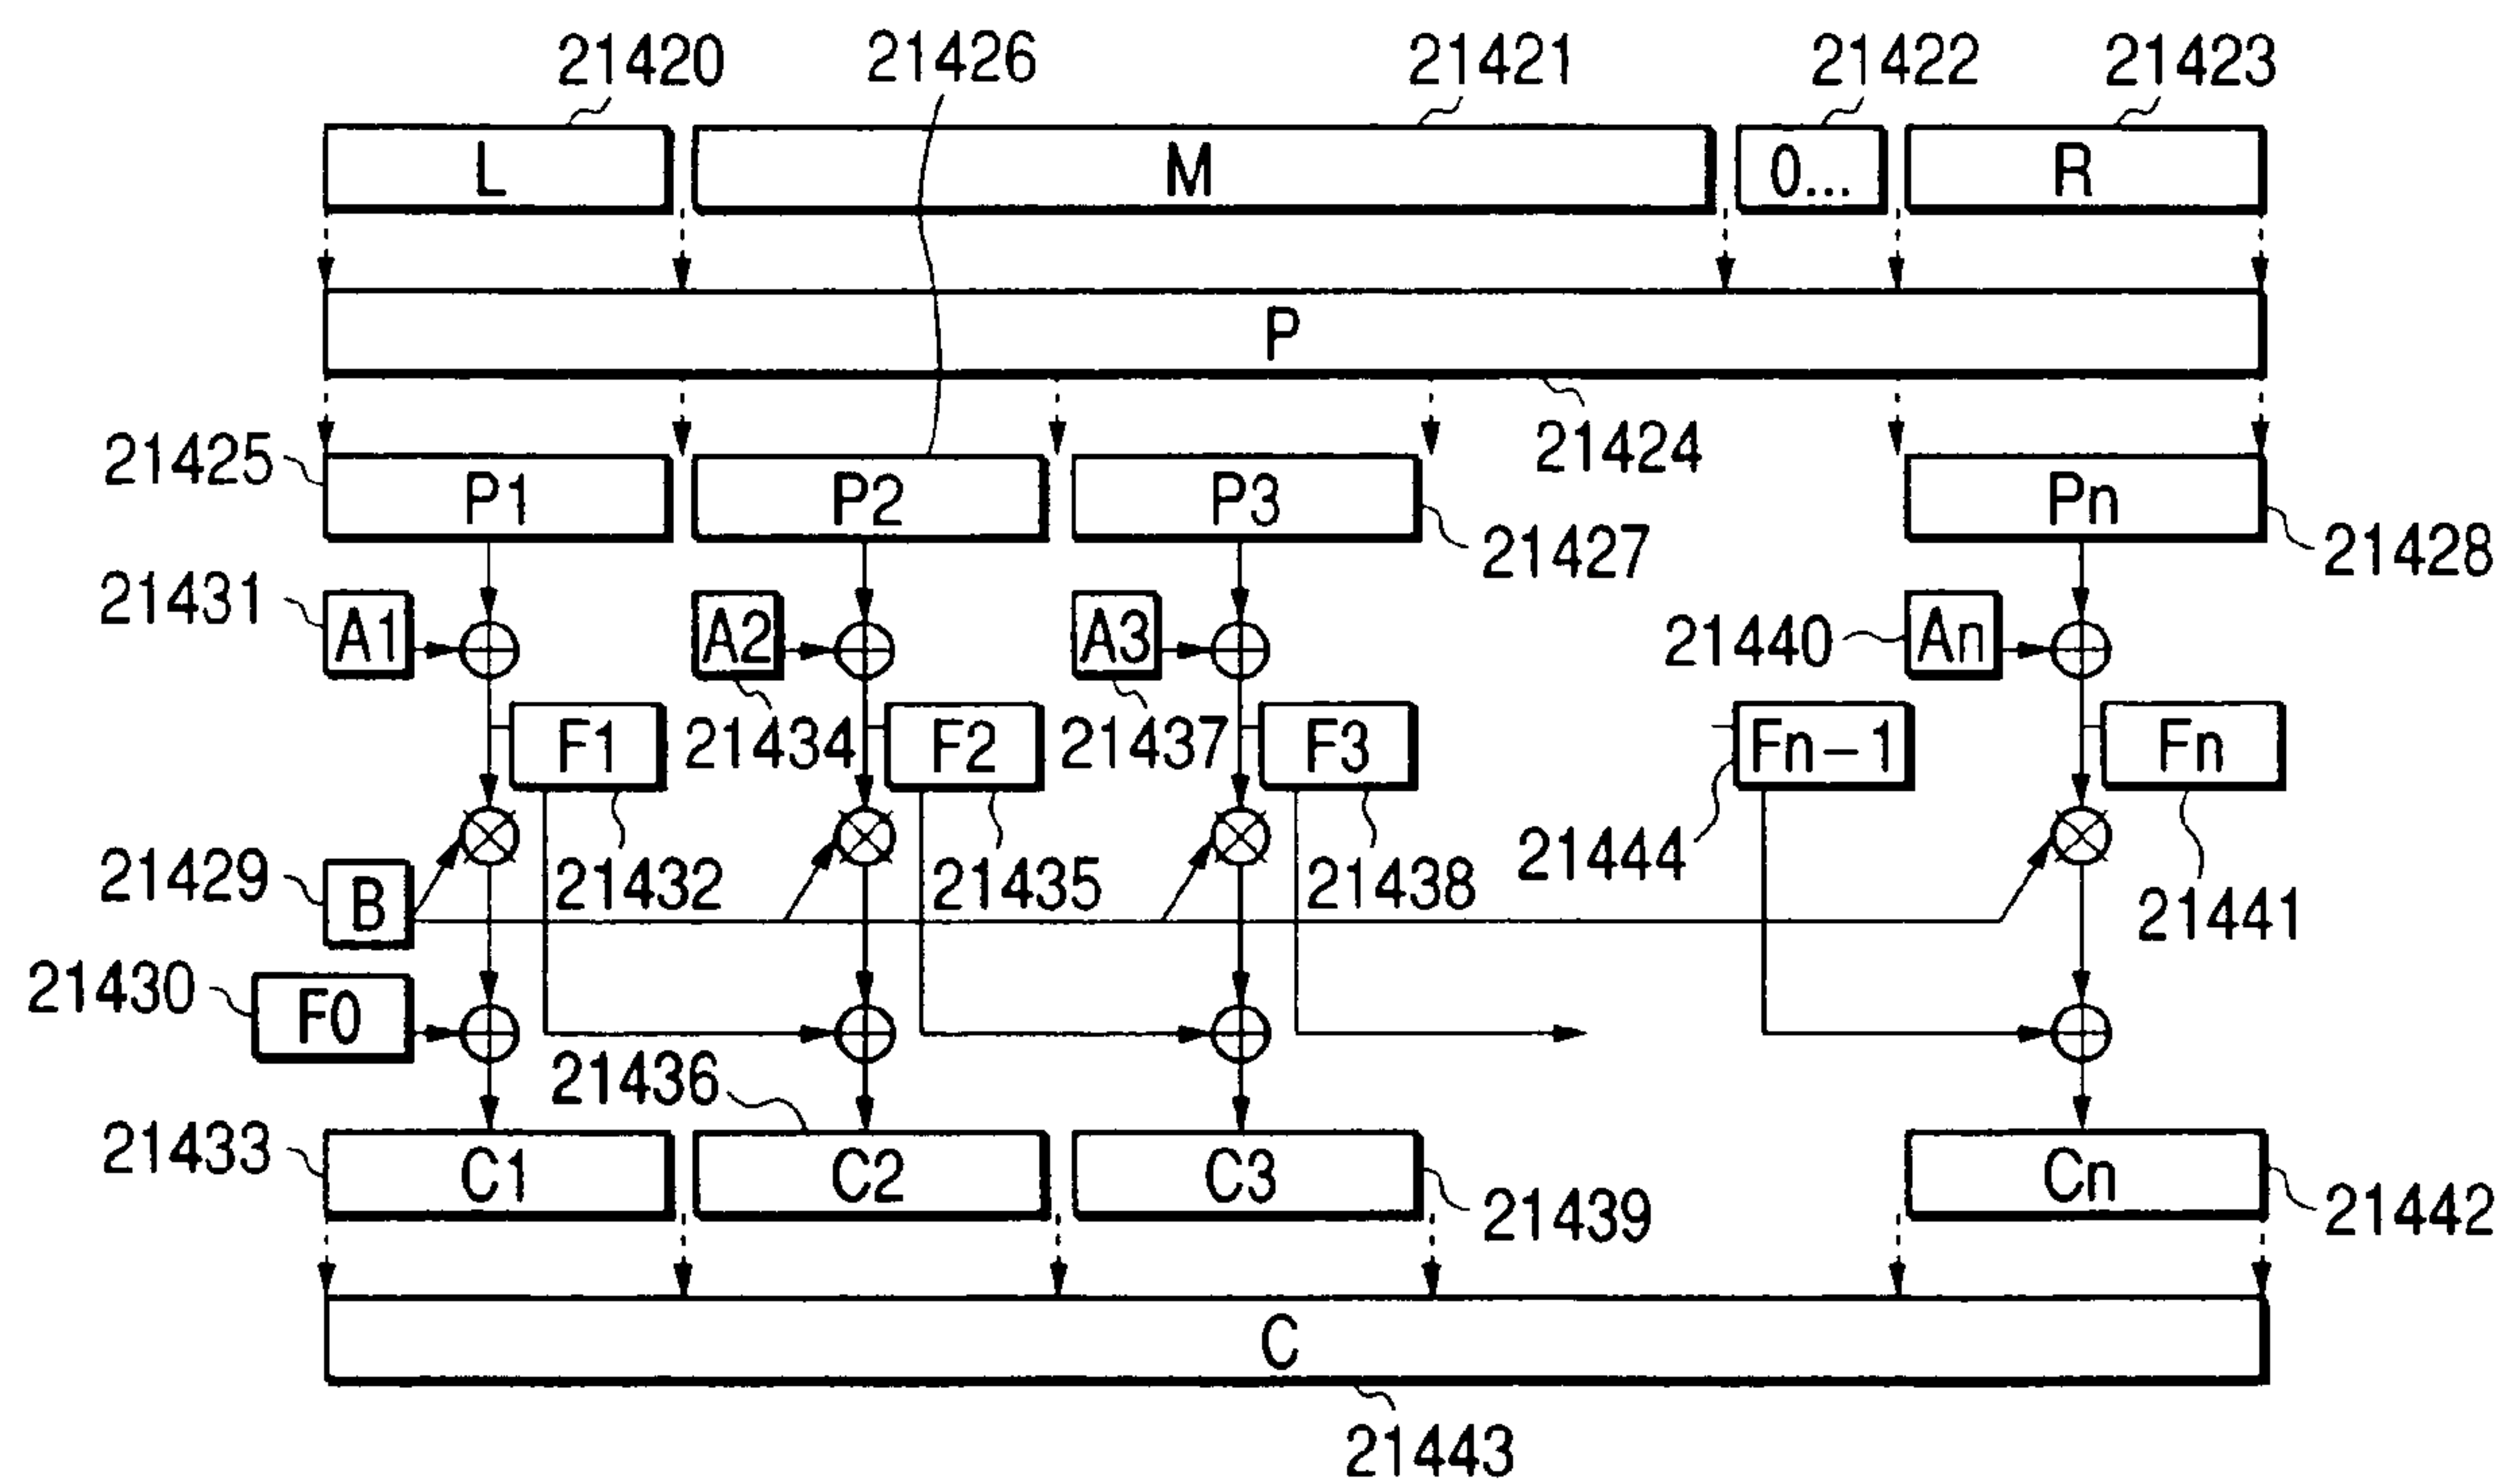 21420 21426 21421 21422 21423
L M 0... R
P
21424
21425 P1 P2 P3 21427 Pn 21428
21431 A1 A2 A3 21440 An
F1 21434 F2 21437 F3 Fn-1 Fn
21429 B 21432 21435 21438 21444 21441
21430 F0
21436
21433 C1 C2 C3 21439 Cn 21442
C
21443